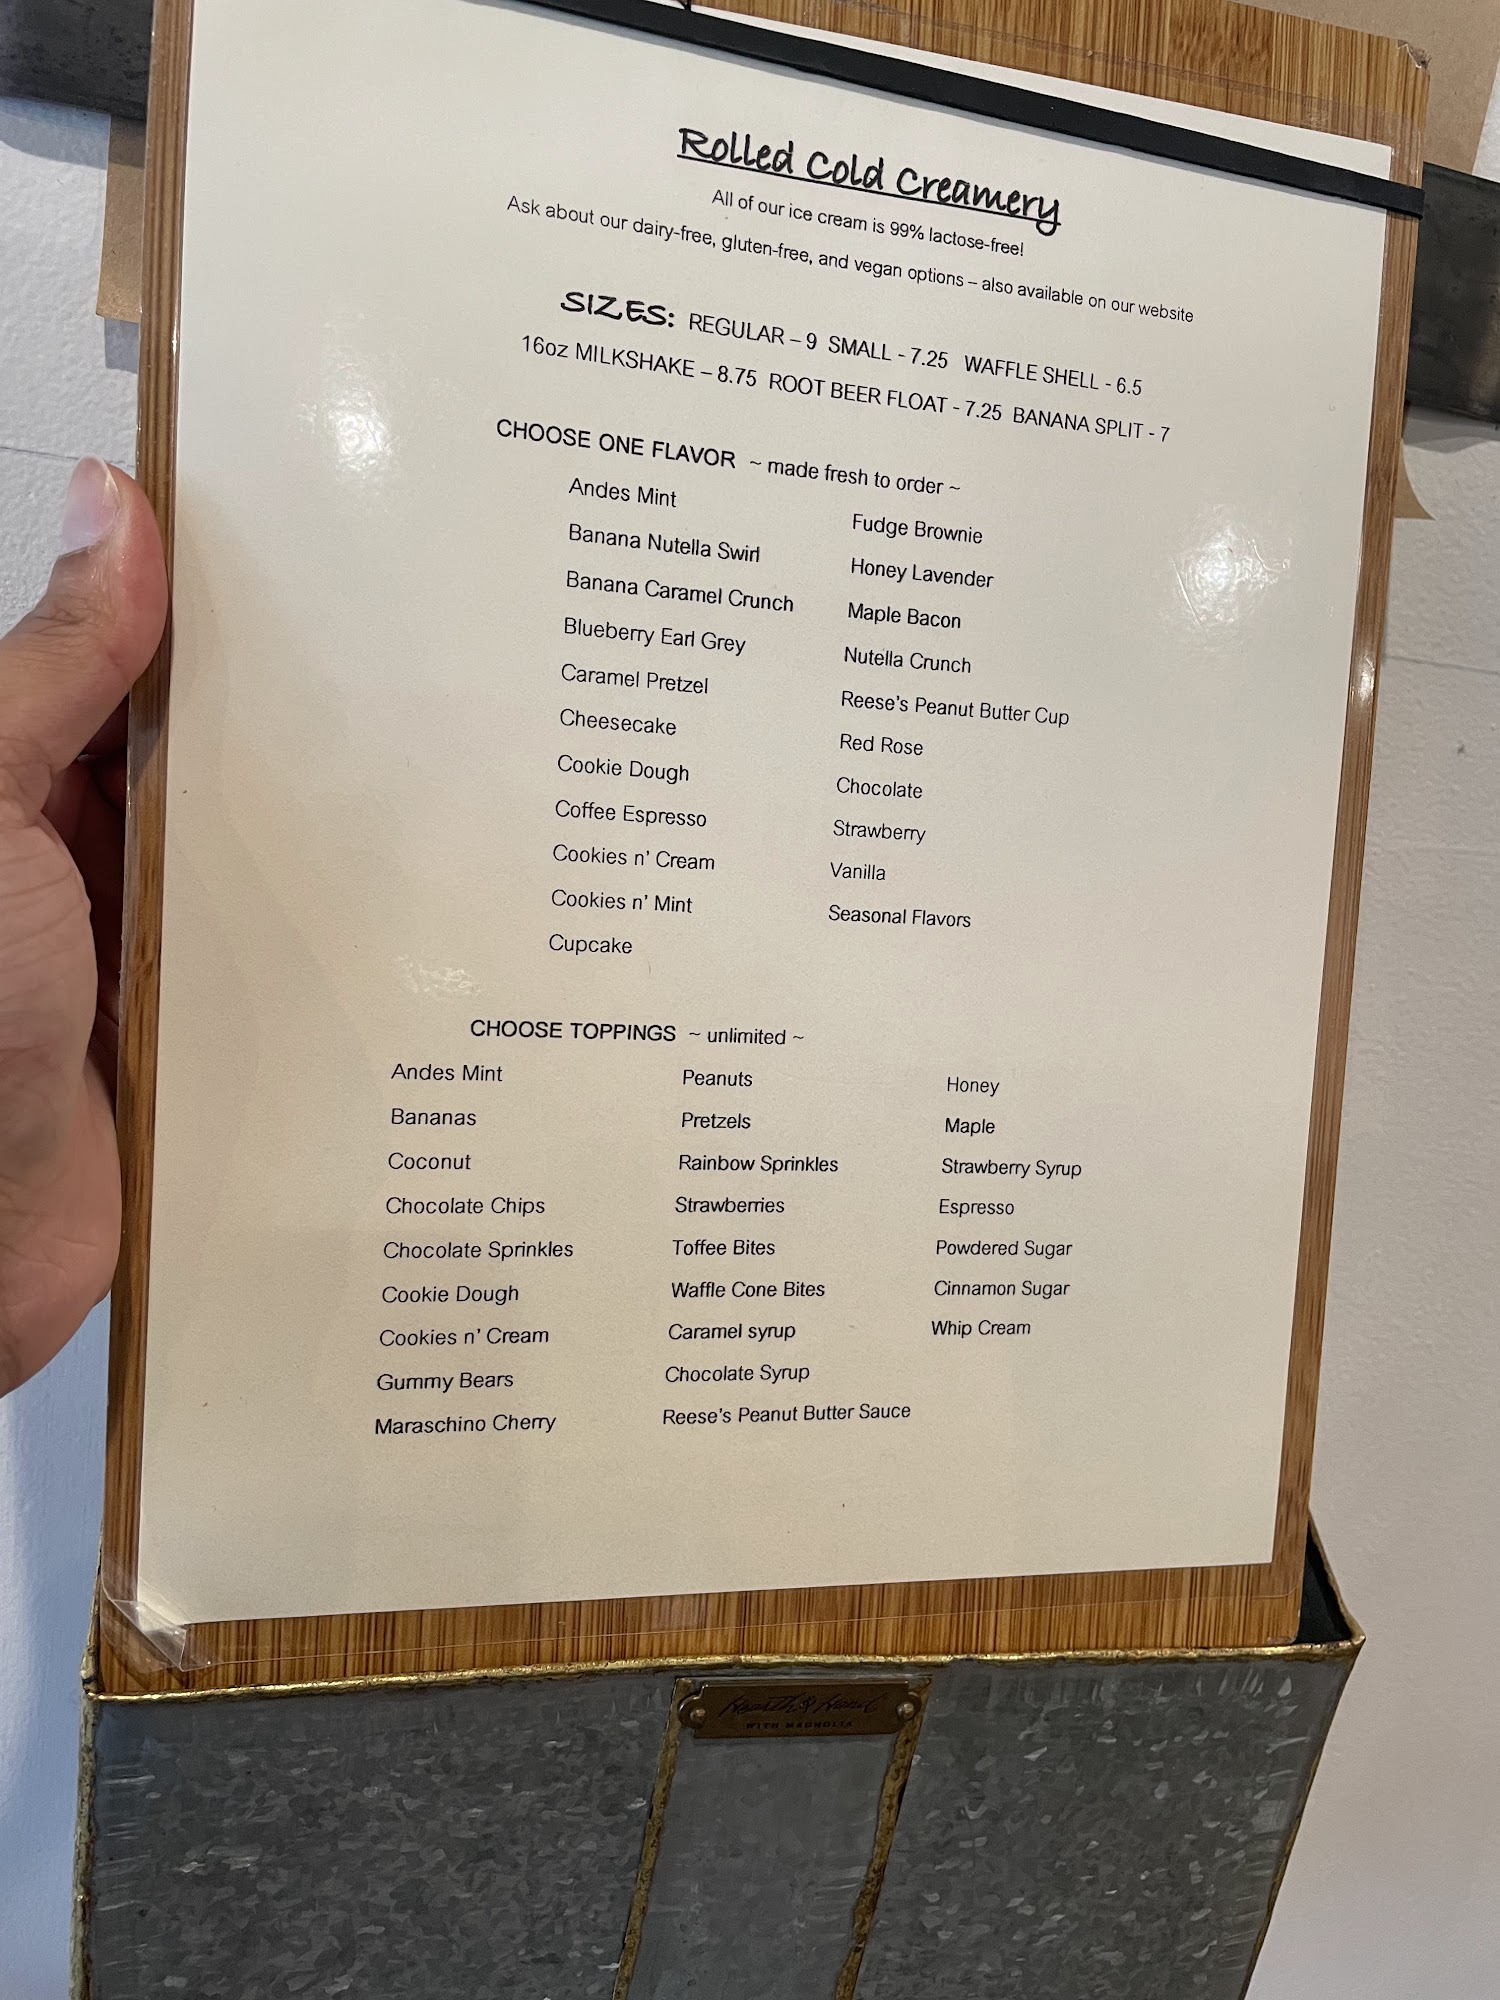 Rolled Cold Creamery
All of our ice cream is 99% lactose-free!
Ask about our dairy-free, gluten-free, and vegan options – also available on our website
SIZES: REGULAR – 9 SMALL - 7.25 WAFFLE SHELL - 6.5
16oz MILKSHAKE – 8.75 ROOT BEER FLOAT - 7.25 BANANA SPLIT - 7
CHOOSE ONE FLAVOR ~ made fresh to order ~
Andes Mint
Banana Nutella Swirl
Banana Caramel Crunch
Blueberry Earl Grey
Caramel Pretzel
Cheesecake
Cookie Dough
Coffee Espresso
Cookies n' Cream
Cookies n' Mint
Cupcake
Fudge Brownie
Honey Lavender
Maple Bacon
Nutella Crunch
Reese's Peanut Butter Cup
Red Rose
Chocolate
Strawberry
Vanilla
Seasonal Flavors
CHOOSE TOPPINGS ~ unlimited ~
Andes Mint
Bananas
Coconut
Chocolate Chips
Chocolate Sprinkles
Cookie Dough
Cookies n' Cream
Gummy Bears
Maraschino Cherry
Peanuts
Pretzels
Rainbow Sprinkles
Strawberries
Toffee Bites
Waffle Cone Bites
Caramel syrup
Chocolate Syrup
Reese's Peanut Butter Sauce
Honey
Maple
Strawberry Syrup
Espresso
Powdered Sugar
Cinnamon Sugar
Whip Cream
Hearth & Hand
WITH MAGNOLIA